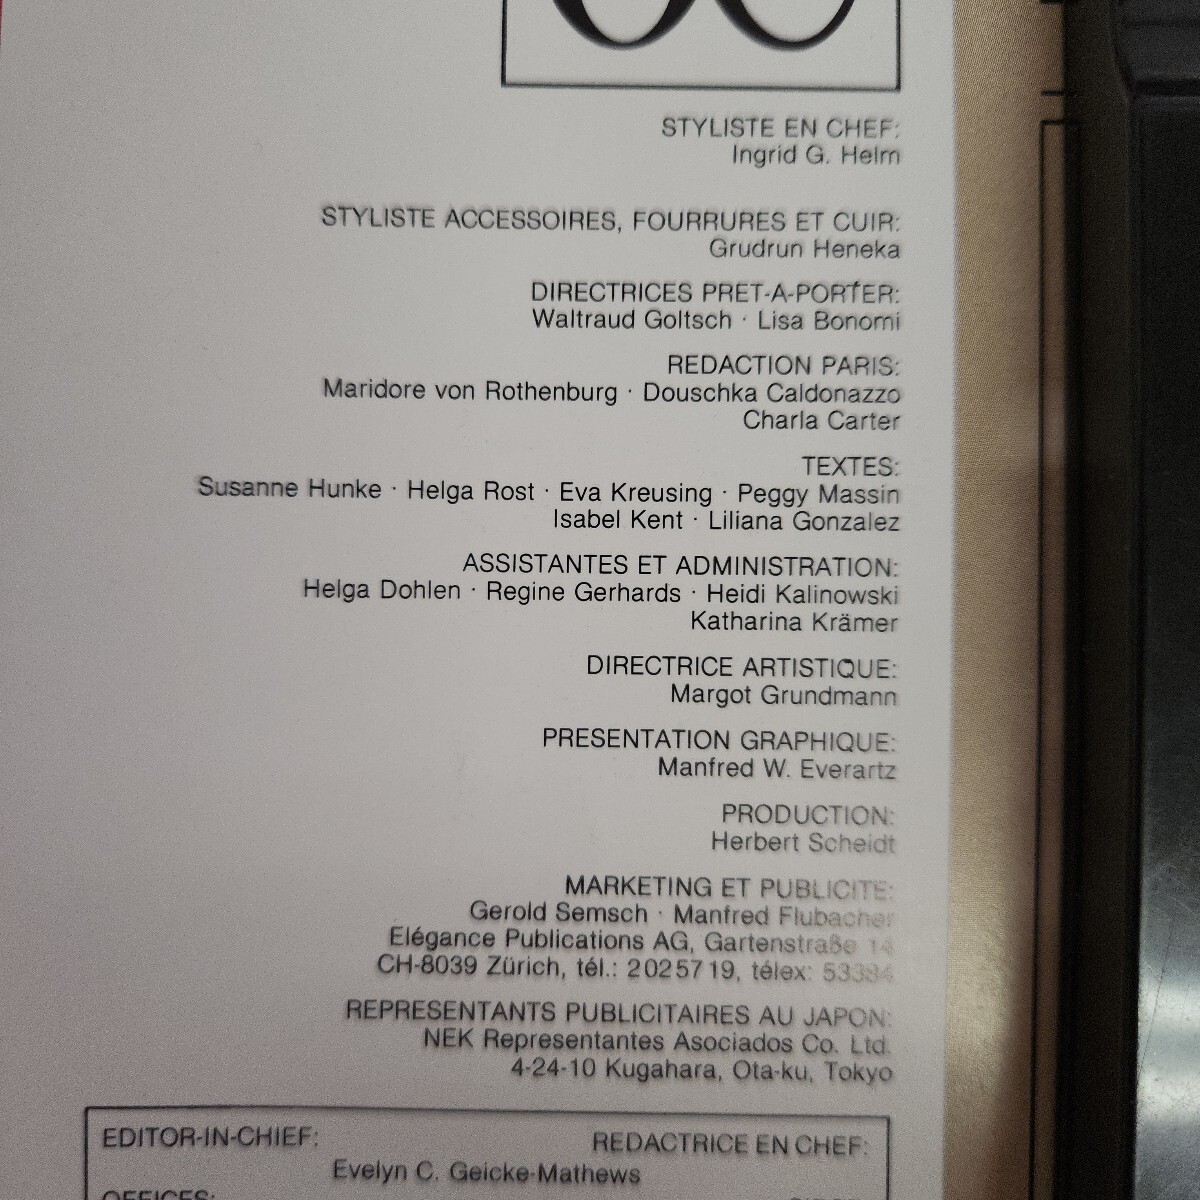 STYLISTE EN CHEF:
Ingrid G. Helm
STYLISTE ACCESSOIRES, FOURRURES ET CUIR:
Grudrun Heneka
DIRECTRICES PRET-A-PORTER:
Waltraud Goltsch · Lisa Bonomi
REDACTION PARIS:
Maridore von Rothenburg · Douschka Caldonazzo
Charla Carter
TEXTES:
Susanne Hunke · Helga Rost · Eva Kreusing · Peggy Massin
Isabel Kent · Liliana Gonzalez
ASSISTANTES ET ADMINISTRATION:
Helga Dohlen · Regine Gerhards · Heidi Kalinowski
Katharina Krämer
DIRECTRICE ARTISTIQUE:
Margot Grundmann
PRESENTATION GRAPHIQUE:
Manfred W. Everartz
PRODUCTION:
Herbert Scheidt
MARKETING ET PUBLICITE:
Gerold Semsch · Manfred Flubacher
Elégance Publications AG, Gartenstraße 14
CH-8039 Zürich, tél.: 2025719, télex: 53384
REPRESENTANTS PUBLICITAIRES AU JAPON:
NEK Representantes Asociados Co. Ltd.
4-24-10 Kugahara, Ota-ku, Tokyo
EDITOR-IN-CHIEF: REDACTRICE EN CHEF:
Evelyn C. Geicke-Mathews
OFFICES: